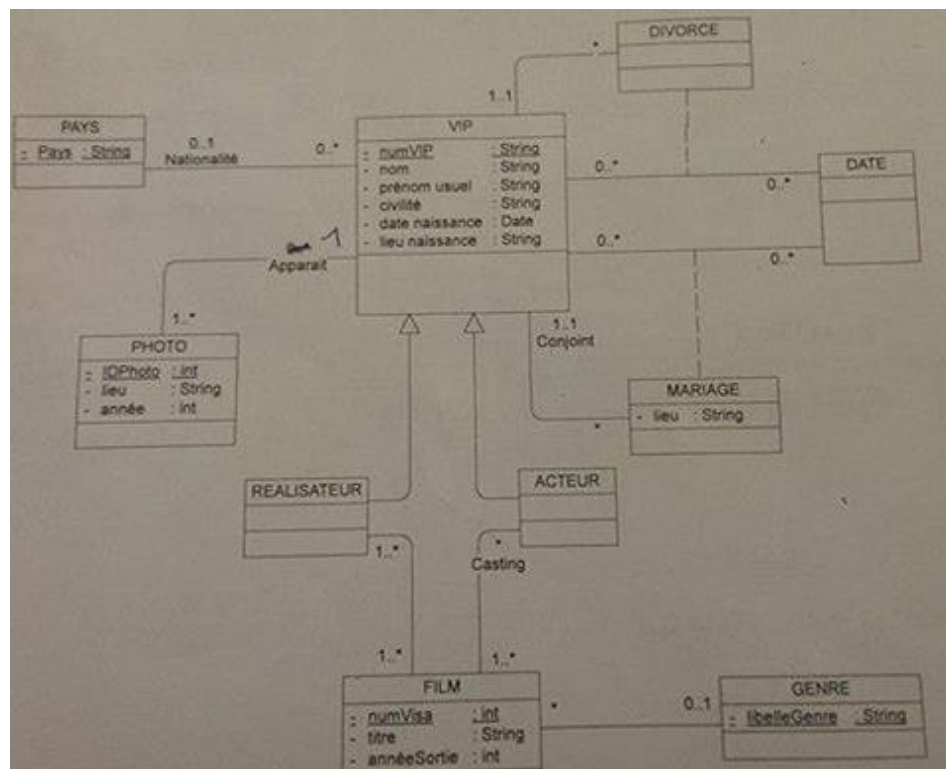 DIVORCE
*
1..1
PAYS
- Pays : String
0..1
Nationalité
0..*
VIP
- numVIP : String
- nom : String
- prénom usuel : String
- civilité : String
- date naissance : Date
- lieu naissance : String
0..*
0..*
DATE
0..*
0..*
1
Apparait
1..*
PHOTO
- IDPhoto : int
- lieu : String
- année : int
1..1
Conjoint
*
MARIAGE
- lieu : String
REALISATEUR
ACTEUR
1..*
*
Casting
1..*
1..*
FILM
- numVisa : int
- titre : String
- annéeSortie : int
*
0..1
GENRE
- libelleGenre : String